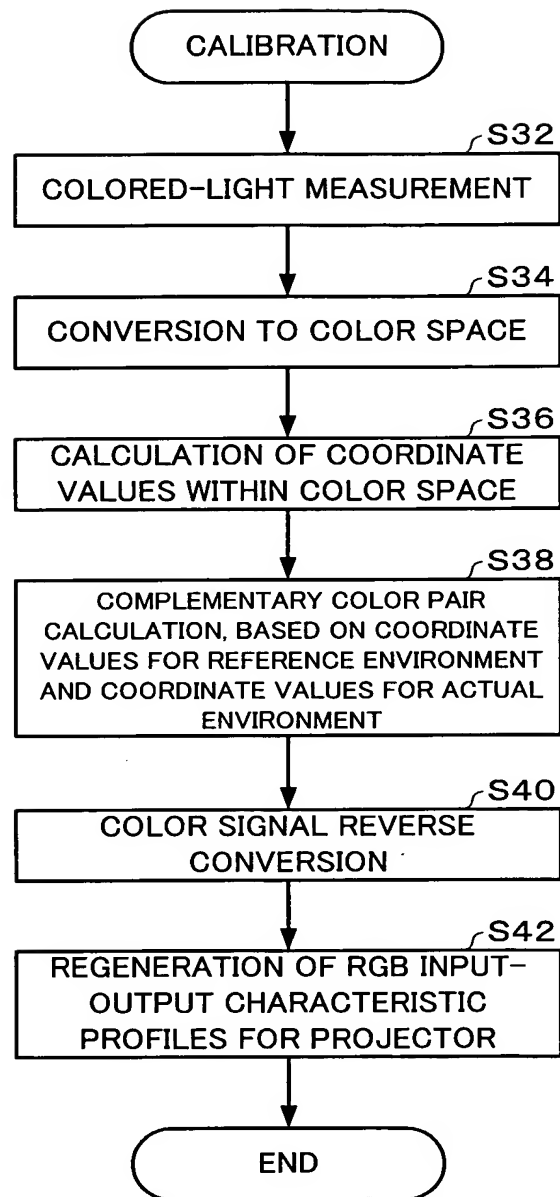 CALIBRATION
S32
COLORED-LIGHT MEASUREMENT
S34
CONVERSION TO COLOR SPACE
S36
CALCULATION OF COORDINATE
VALUES WITHIN COLOR SPACE
S38
COMPLEMENTARY COLOR PAIR
CALCULATION, BASED ON COORDINATE
VALUES FOR REFERENCE ENVIRONMENT
AND COORDINATE VALUES FOR ACTUAL
ENVIRONMENT
S40
COLOR SIGNAL REVERSE
CONVERSION
S42
REGENERATION OF RGB INPUT-
OUTPUT CHARACTERISTIC
PROFILES FOR PROJECTOR
END